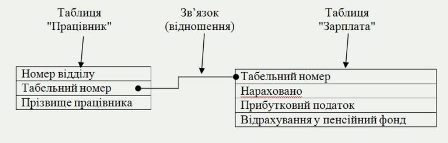 Таблиця
"Працівник"
Зв’язок
(відношення)
Таблиця
"Зарплата"
Номер відділу
Табельний номер
Прізвище працівника
Табельний номер
Нараховано
Прибутковий податок
Відрахування у пенсійний фонд